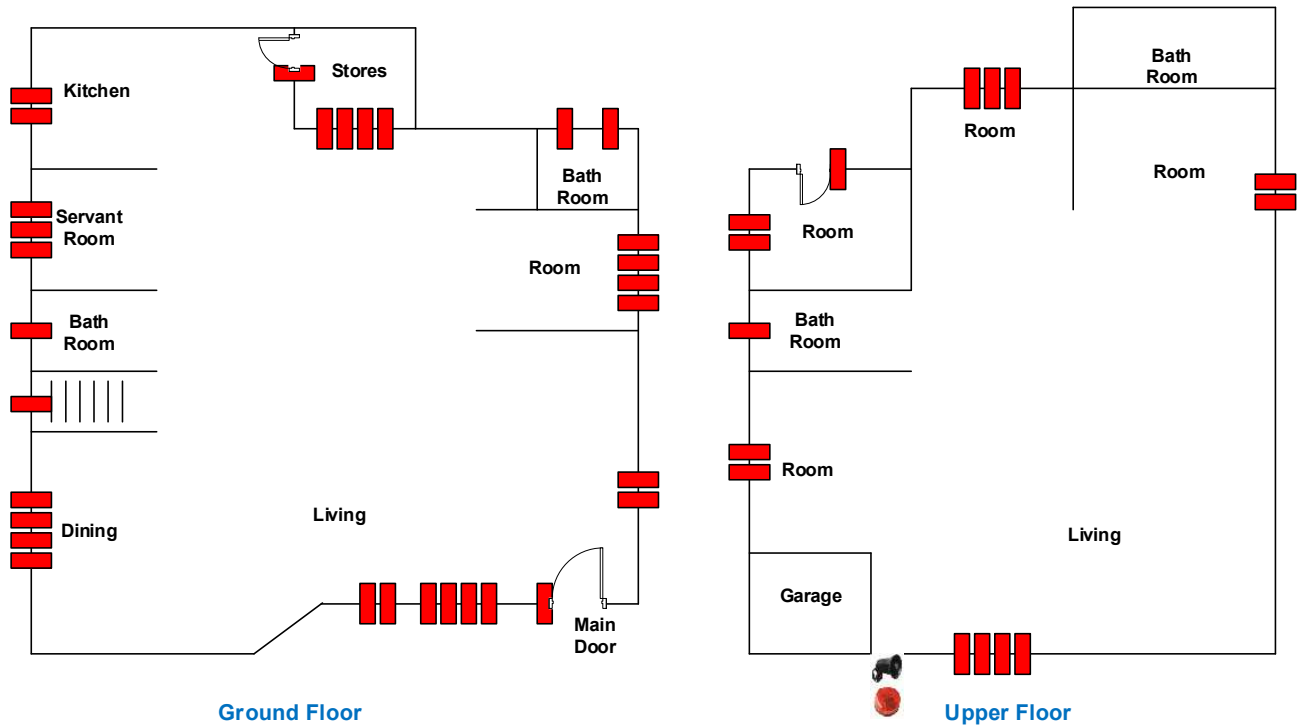 Kitchen
Stores
Servant
Room
Bath
Room
Room
Bath
Room
Dining
Living
Main
Door
Ground Floor
Bath
Room
Room
Room
Room
Bath
Room
Room
Living
Garage
Upper Floor